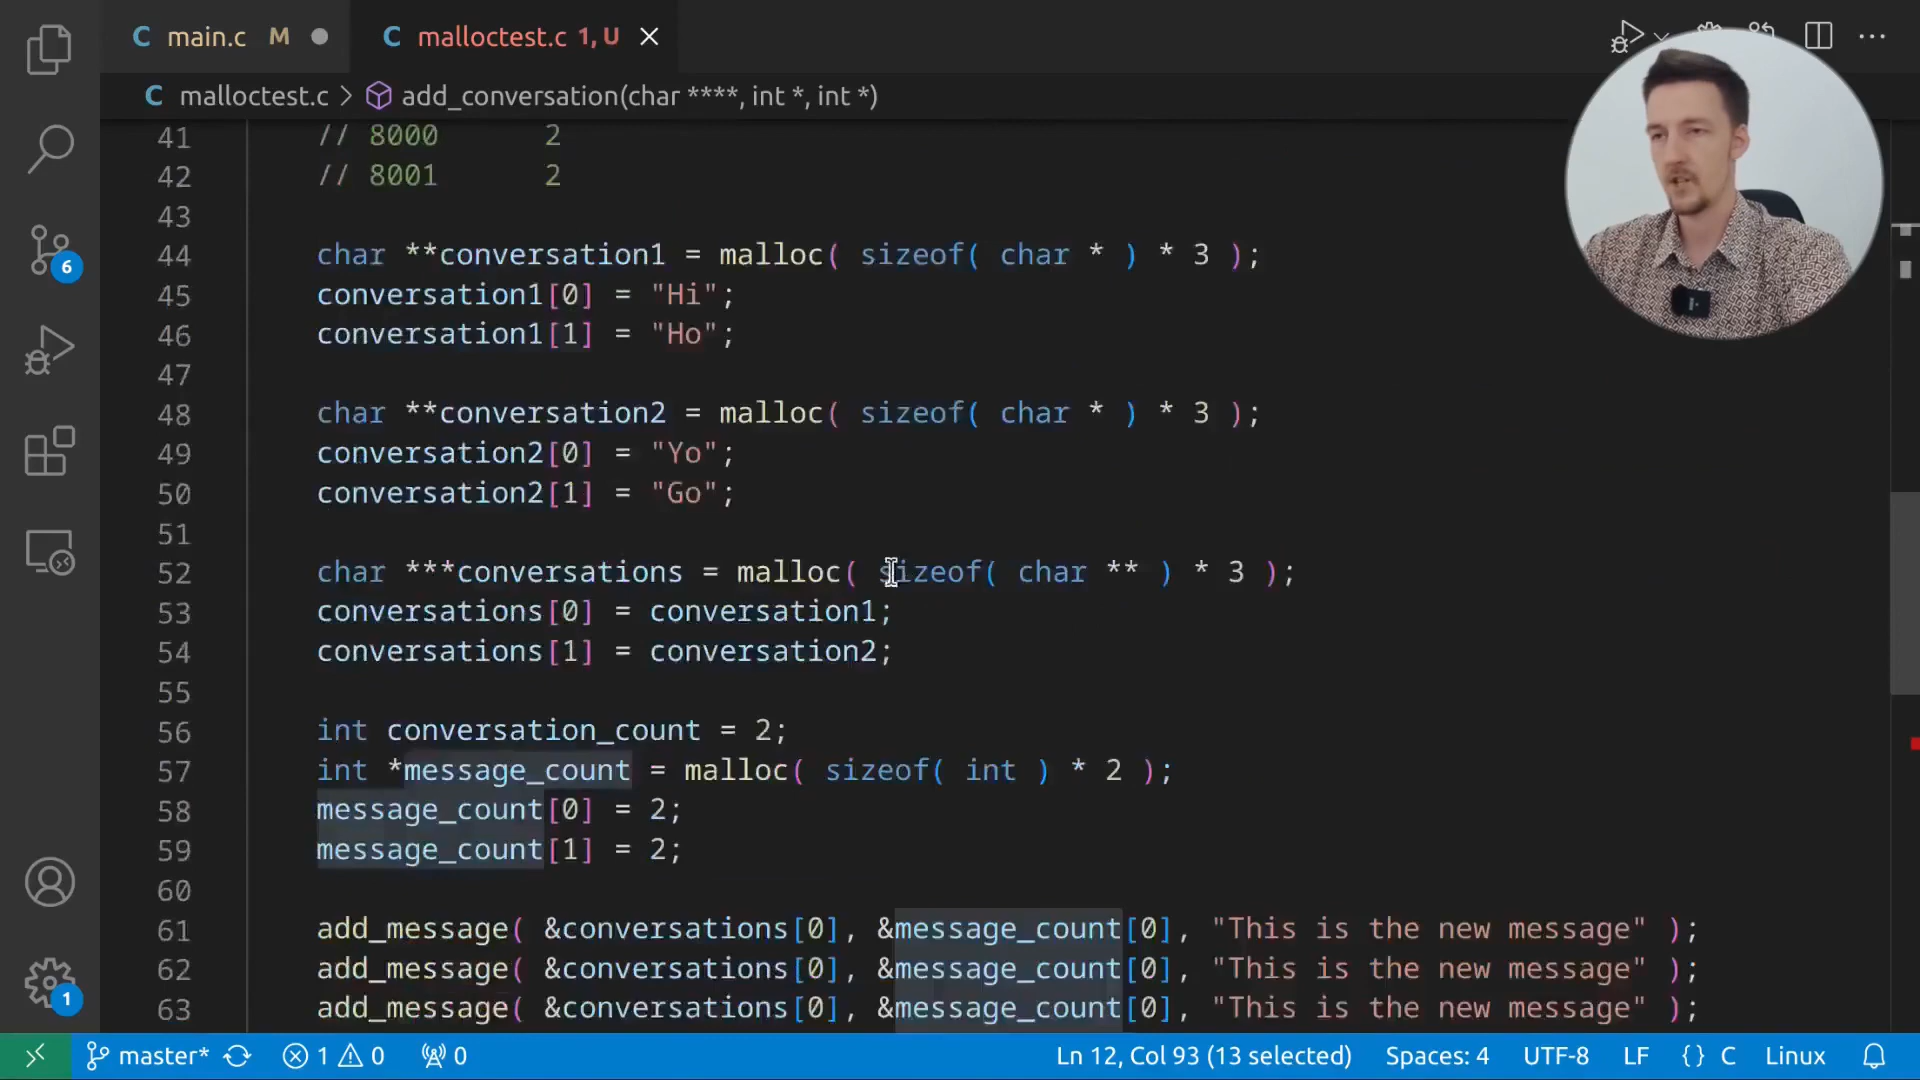 main.c M
malloctest.c 1, U
malloctest.c > add_conversation(char ****, int *, int *)
41 // 8000 2
42 // 8001 2
43
44 char **conversation1 = malloc( sizeof( char * ) * 3 );
45 conversation1[0] = "Hi";
46 conversation1[1] = "Ho";
47
48 char **conversation2 = malloc( sizeof( char * ) * 3 );
49 conversation2[0] = "Yo";
50 conversation2[1] = "Go";
51
52 char ***conversations = malloc( sizeof( char ** ) * 3 );
53 conversations[0] = conversation1;
54 conversations[1] = conversation2;
55
56 int conversation_count = 2;
57 int *message_count = malloc( sizeof( int ) * 2 );
58 message_count[0] = 2;
59 message_count[1] = 2;
60
61 add_message( &conversations[0], &message_count[0], "This is the new message" );
62 add_message( &conversations[0], &message_count[0], "This is the new message" );
63 add_message( &conversations[0], &message_count[0], "This is the new message" );
6
1
master* 1 0 0 Ln 12, Col 93 (13 selected) Spaces: 4 UTF-8 LF {} C Linux